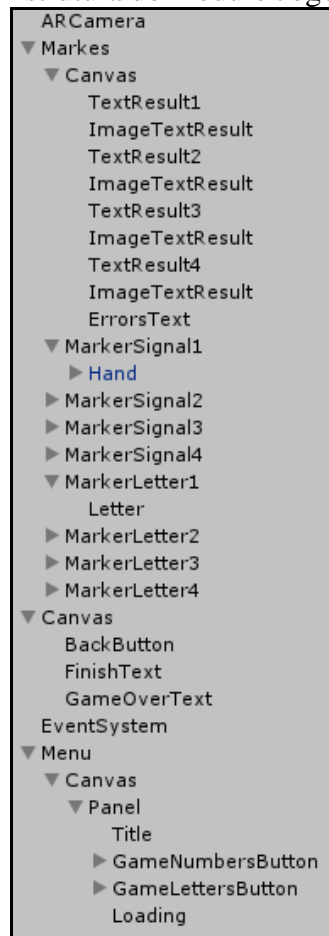 ARCamera
Markes
Canvas
TextResult1
ImageTextResult
TextResult2
ImageTextResult
TextResult3
ImageTextResult
TextResult4
ImageTextResult
ErrorsText
MarkerSignal1
Hand
MarkerSignal2
MarkerSignal3
MarkerSignal4
MarkerLetter1
Letter
MarkerLetter2
MarkerLetter3
MarkerLetter4
Canvas
BackButton
FinishText
GameOverText
EventSystem
Menu
Canvas
Panel
Title
GameNumbersButton
GameLettersButton
Loading